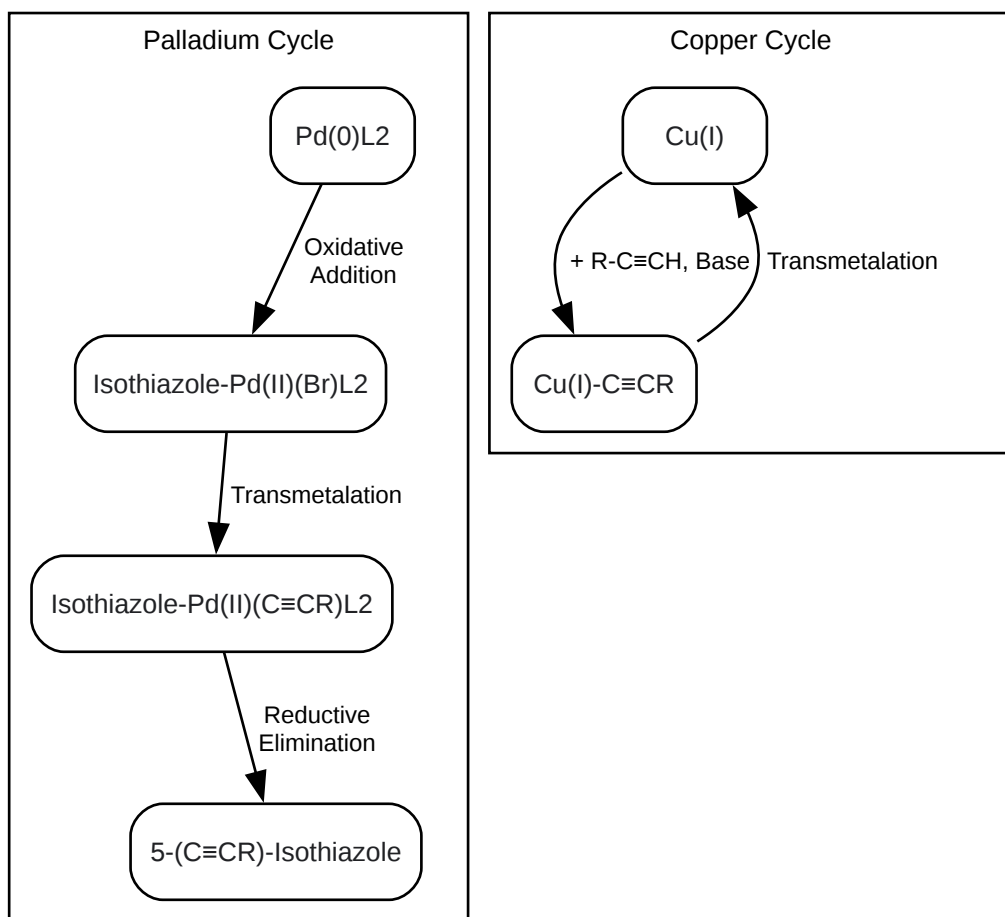 Palladium Cycle
Pd(0)L2
Oxidative
Addition
Isothiazole-Pd(II)(Br)L2
Transmetalation
Isothiazole-Pd(II)(C≡CR)L2
Reductive
Elimination
5-(C≡CR)-Isothiazole
Copper Cycle
Cu(I)
+ R-C≡CH, Base
Transmetalation
Cu(I)-C≡CR